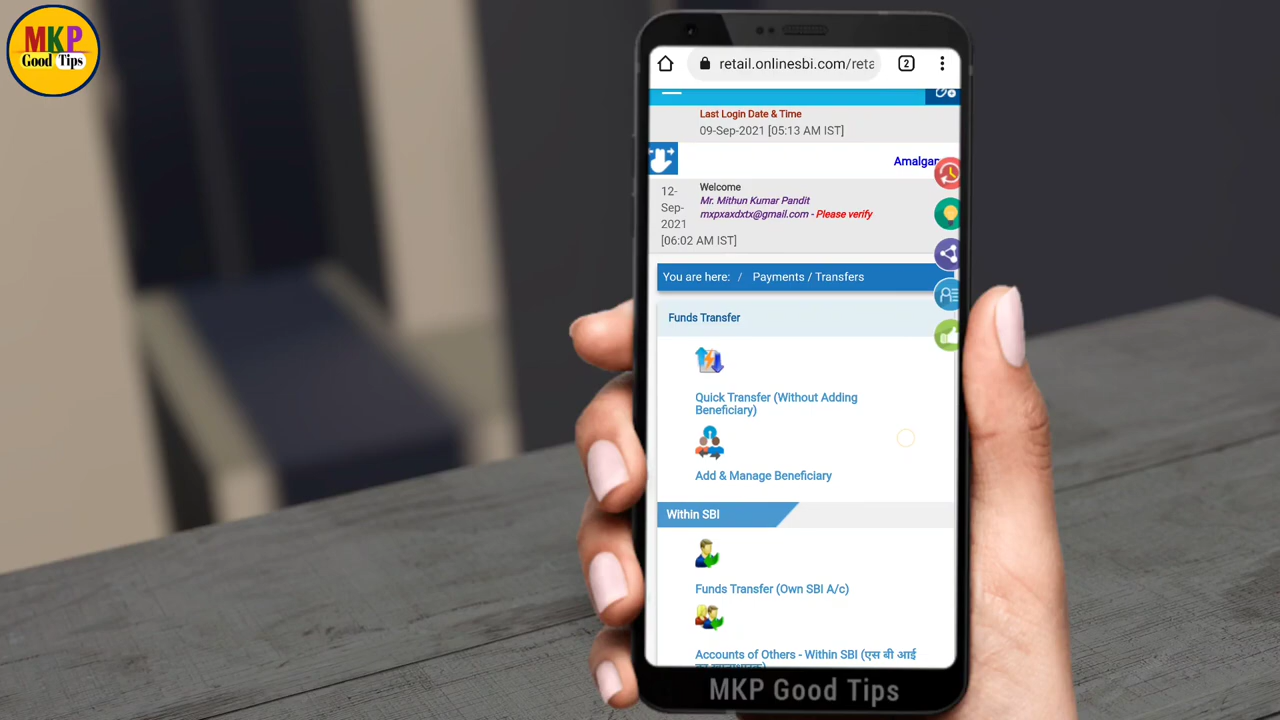 MKP
Good Tips
retail.onlinesbi.com/reta
2
Last Login Date & Time
09-Sep-2021 [05:13 AM IST]
Amalgam
12-
Sep-
2021
[06:02 AM IST]
Welcome
Mr. Mithun Kumar Pandit
mxpxaxdxtx@gmail.com - Please verify
You are here: / Payments / Transfers
Funds Transfer
Quick Transfer (Without Adding
Beneficiary)
Add & Manage Beneficiary
Within SBI
Funds Transfer (Own SBI A/c)
Accounts of Others - Within SBI (एस बी आई
MKP Good Tips